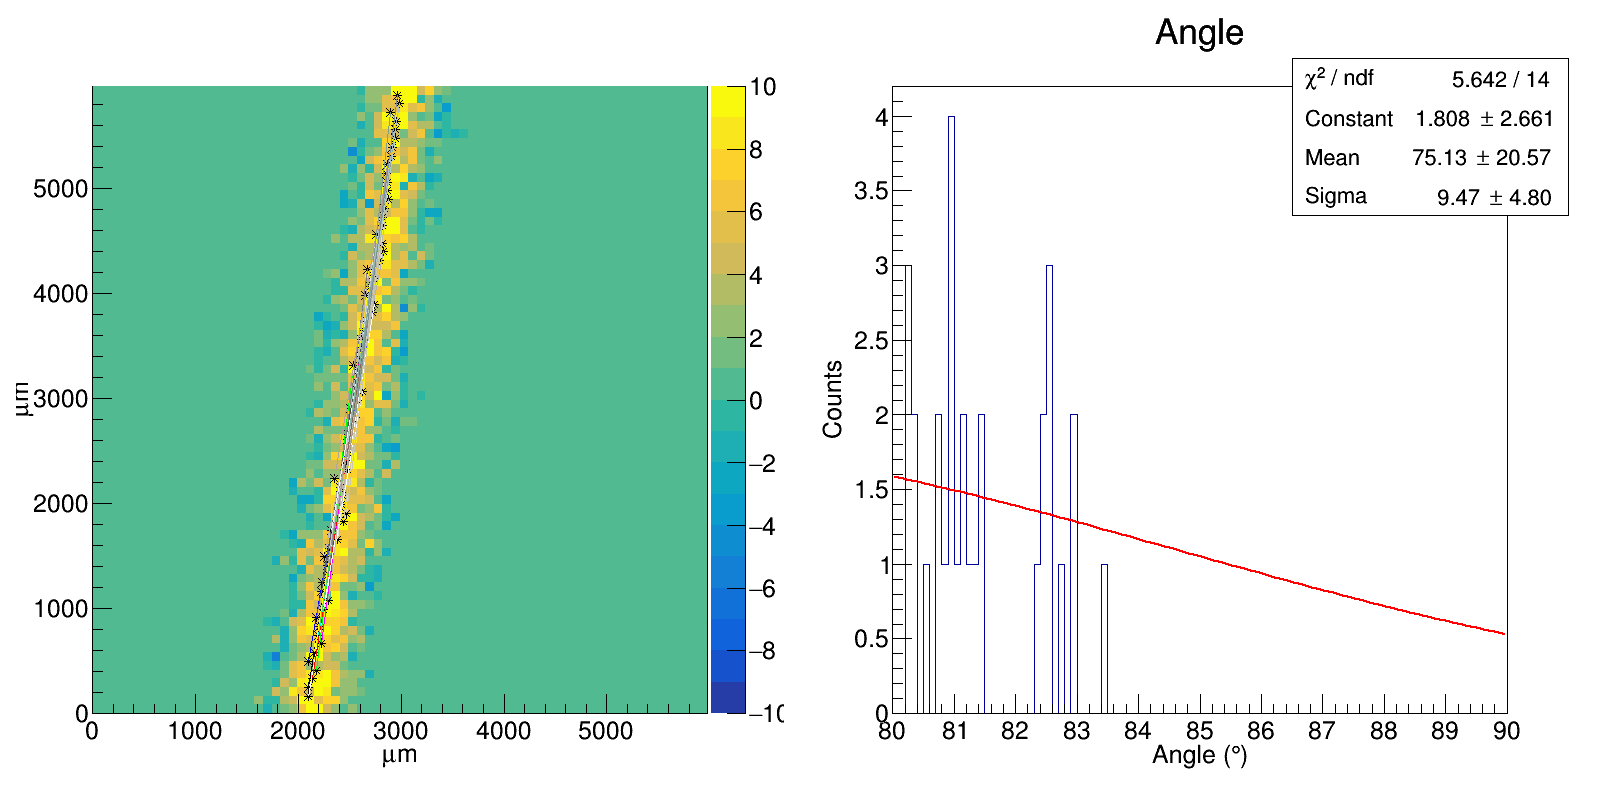 Angle
χ² / ndf 5.642 / 14
Constant 1.808 ± 2.661
Mean 75.13 ± 20.57
Sigma 9.47 ± 4.80
10
8
6
4
2
0
−2
−4
−6
−8
−10
5000
4000
3000
2000
1000
0
μm
0 1000 2000 3000 4000 5000
μm
4
3.5
3
2.5
2
1.5
1
0.5
0
Counts
80 81 82 83 84 85 86 87 88 89 90
Angle (°)